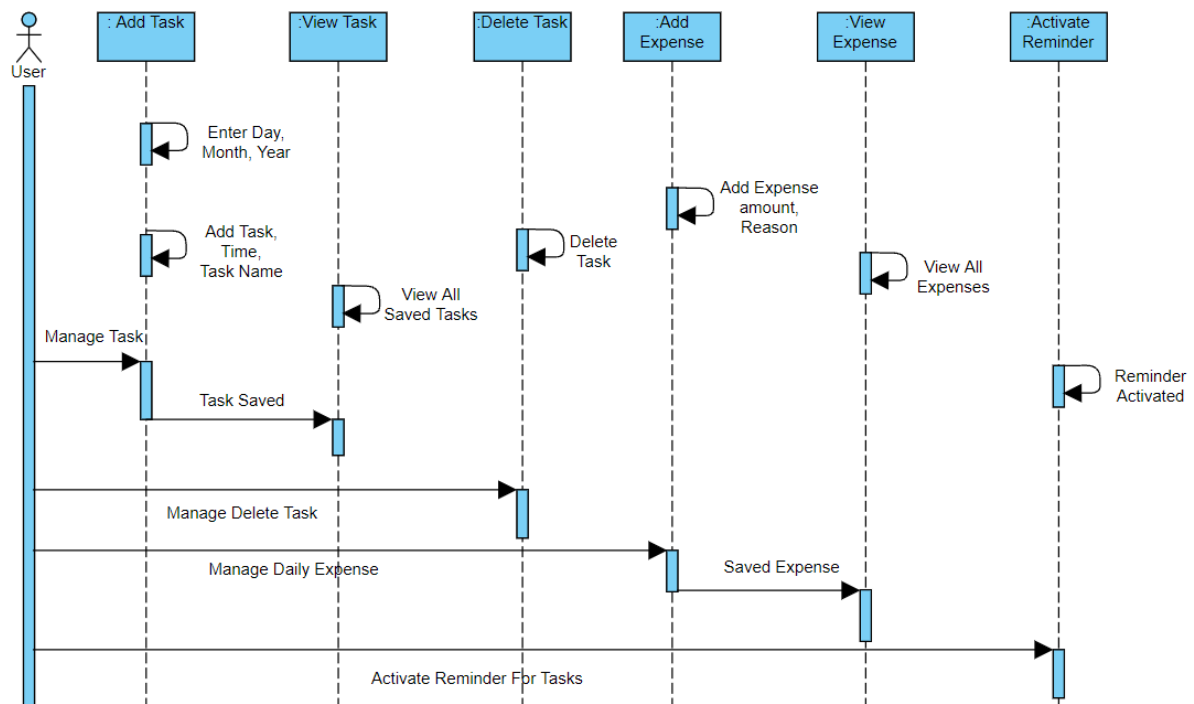 : Add Task
:View Task
:Delete Task
:Add
Expense
:View
Expense
:Activate
Reminder
User
Enter Day,
Month, Year
Add Expense
amount,
Reason
Add Task,
Time,
Task Name
Delete
Task
View All
Expenses
View All
Saved Tasks
Manage Task
Reminder
Activated
Task Saved
Manage Delete Task
Manage Daily Expense
Saved Expense
Activate Reminder For Tasks